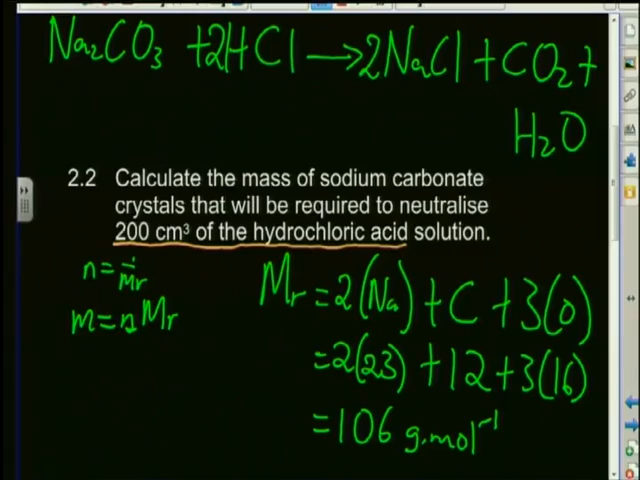 Na₂CO₃ +2HCl →2NaCl+CO₂+
H₂O
2.2 Calculate the mass of sodium carbonate
crystals that will be required to neutralise
200 cm³ of the hydrochloric acid solution.
n= Mr
m=nMr
Mr =2(Na)+C+3(O)
=2(23)+12+3(16)
=106 g.mol⁻¹